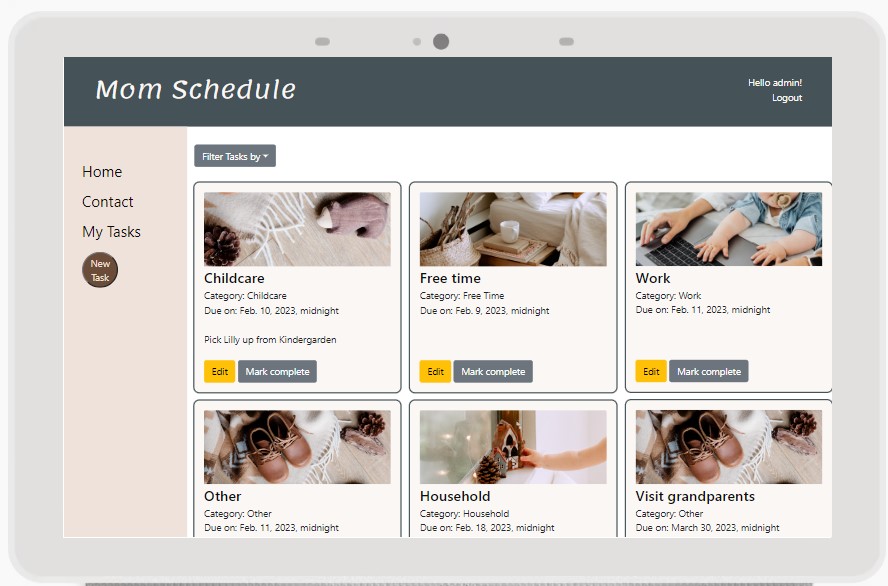 Mom Schedule
Hello admin!
Logout
Home
Contact
My Tasks
New
Task
Filter Tasks by
Childcare
Category: Childcare
Due on: Feb. 10, 2023, midnight
Pick Lilly up from Kindergarden
Edit
Mark complete
Free time
Category: Free Time
Due on: Feb. 9, 2023, midnight
Edit
Mark complete
Work
Category: Work
Due on: Feb. 11, 2023, midnight
Edit
Mark complete
Other
Category: Other
Due on: Feb. 11, 2023, midnight
Household
Category: Household
Due on: Feb. 18, 2023, midnight
Visit grandparents
Category: Other
Due on: March 30, 2023, midnight